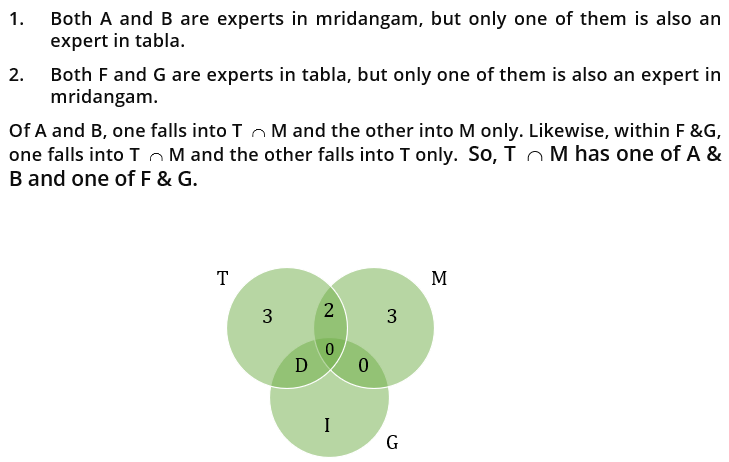 1. Both A and B are experts in mridangam, but only one of them is also an
expert in tabla.
2. Both F and G are experts in tabla, but only one of them is also an expert in
mridangam.
Of A and B, one falls into T ∩ M and the other into M only. Likewise, within F &G,
one falls into T ∩ M and the other falls into T only. So, T ∩ M has one of A &
B and one of F & G.
T M
3 2 3
0
D 0
I
G